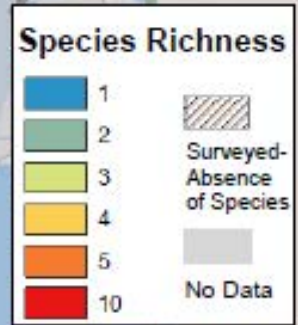 Species Richness
1
2
3
4
5
10
Surveyed-
Absence
of Species
No Data